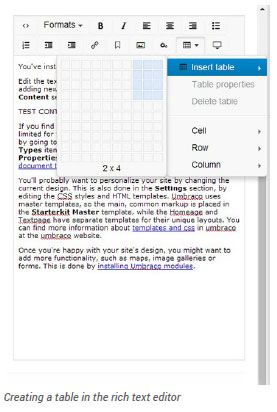 Formats
B I
Insert table
Table properties
Delete table
Cell
Row
Column
2 x 4
You've inst
Edit the tex
adding new
Content se
TEST CONT
If you find
limited for
by going to
Types item
Properties
document t
You'll probably want to personalize your site by changing the
current design. This is also done in the Settings section, by
editing the CSS styles and HTML templates. Umbraco uses
master templates, so the main, common markup is placed in
the Starterkit Master template, while the Homepage and
Textpage have separate templates for their unique layouts. You
can find more information about templates and css in umbraco
at the umbraco website.
Once you're happy with your site's design, you might want to
add more functionality, such as maps, image galleries or
forms. This is done by installing Umbraco modules.
Creating a table in the rich text editor